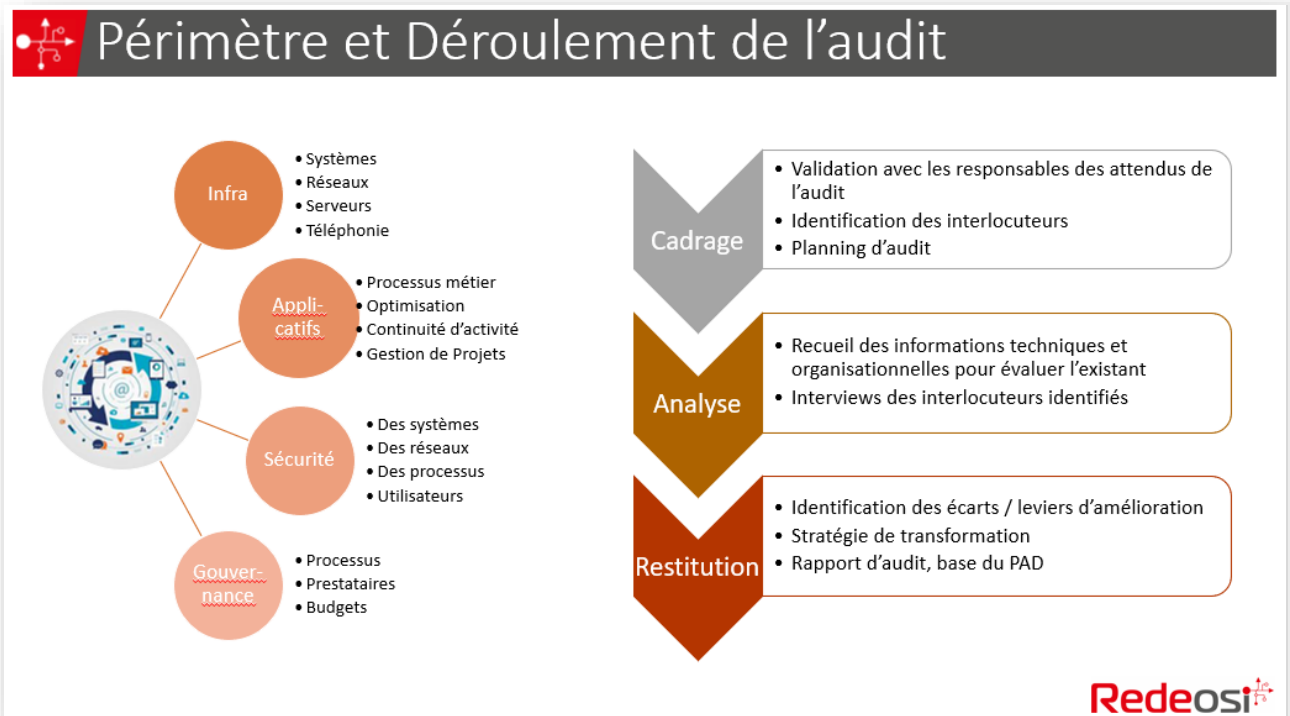 Périmètre et Déroulement de l'audit
Infra
• Systèmes
• Réseaux
• Serveurs
• Téléphonie
Appli-
catifs
• Processus métier
• Optimisation
• Continuité d'activité
• Gestion de Projets
@
Sécurité
• Des systèmes
• Des réseaux
• Des processus
• Utilisateurs
Gouver-
nance
• Processus
• Prestataires
• Budgets
Cadrage
• Validation avec les responsables des attendus de
l'audit
• Identification des interlocuteurs
• Planning d'audit
Analyse
• Recueil des informations techniques et
organisationnelles pour évaluer l'existant
• Interviews des interlocuteurs identifiés
Restitution
• Identification des écarts / leviers d'amélioration
• Stratégie de transformation
• Rapport d'audit, base du PAD
Redeosi